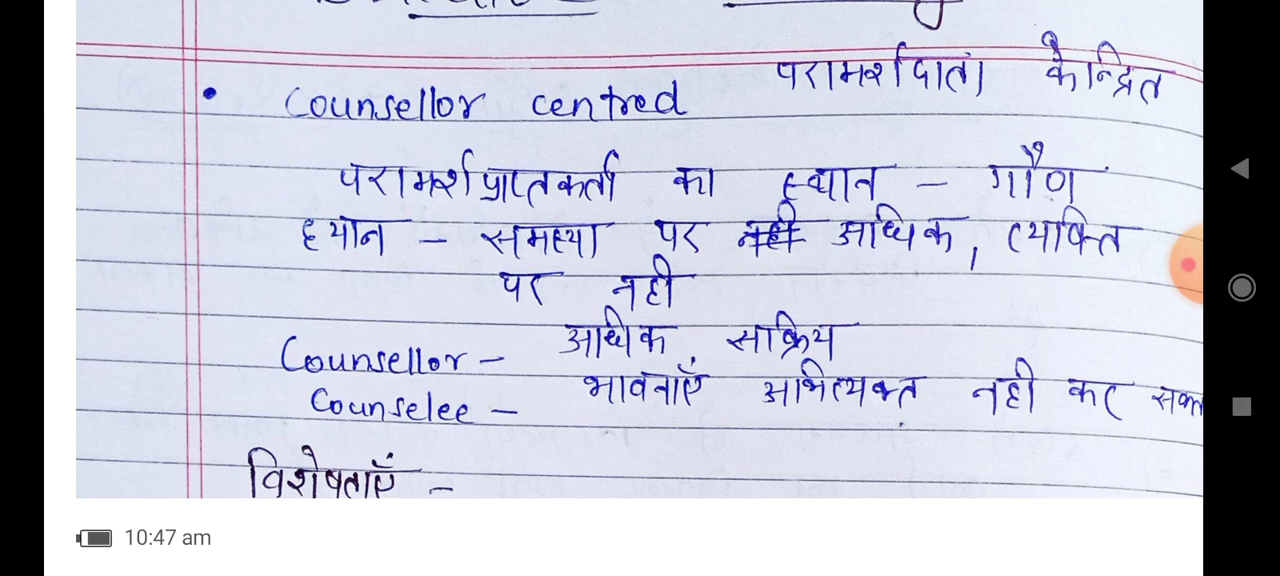 परामर्शदाता केन्द्रित
• Counsellor centred
परामर्शप्राप्तकर्ता का स्थान - गौण
ध्यान - समस्या पर नही अधिक, व्यक्ति
पर नही
Counsellor - अधिक सक्रिय
Counselee - भावनाएँ अभिव्यक्त नही कर सक
विशेषताएँ -
10:47 am